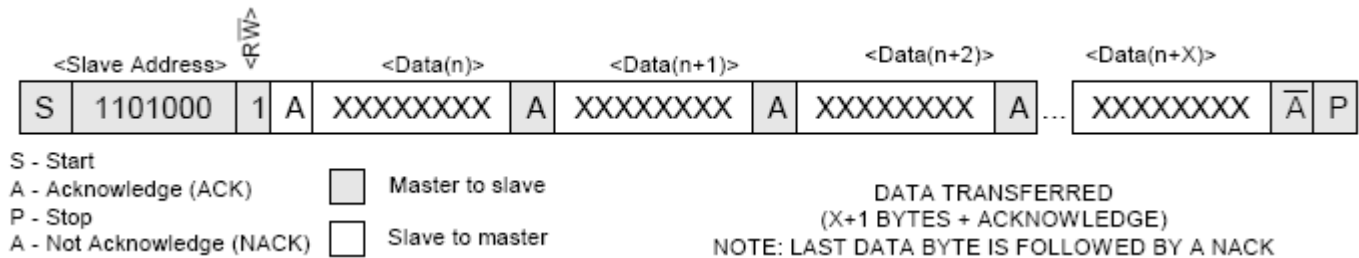 <Slave Address> <RW̅> <Data(n)> <Data(n+1)> <Data(n+2)> <Data(n+X)>
S 1101000 1 A XXXXXXXX A XXXXXXXX A XXXXXXXX A ... XXXXXXXX A̅ P
S - Start
A - Acknowledge (ACK) Master to slave DATA TRANSFERRED
P - Stop (X+1 BYTES + ACKNOWLEDGE)
A - Not Acknowledge (NACK) Slave to master NOTE: LAST DATA BYTE IS FOLLOWED BY A NACK